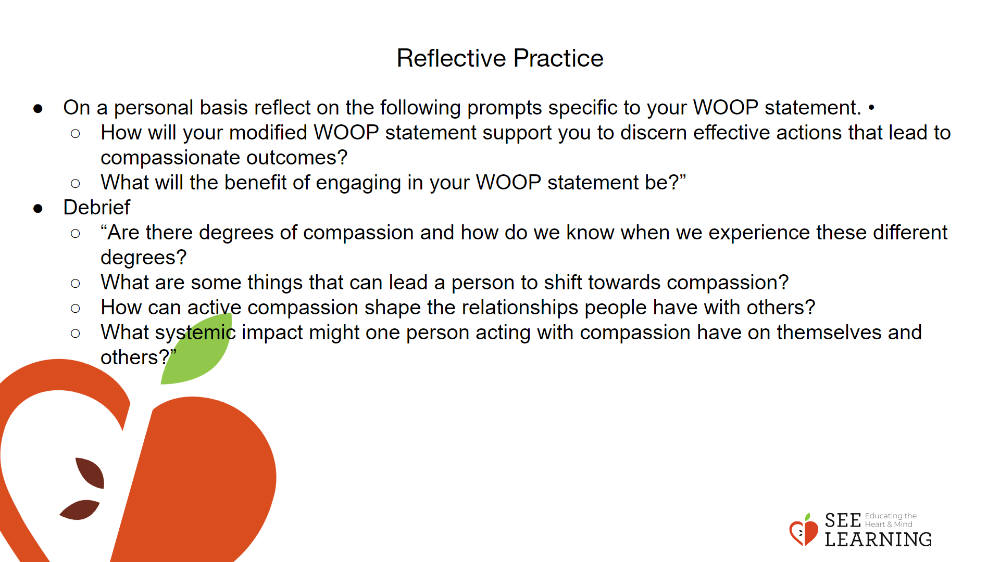 Reflective Practice
● On a personal basis reflect on the following prompts specific to your WOOP statement. •
○ How will your modified WOOP statement support you to discern effective actions that lead to
compassionate outcomes?
○ What will the benefit of engaging in your WOOP statement be?”
● Debrief
○ “Are there degrees of compassion and how do we know when we experience these different
degrees?
○ What are some things that can lead a person to shift towards compassion?
○ How can active compassion shape the relationships people have with others?
○ What systemic impact might one person acting with compassion have on themselves and
others?”
SEE Educating the
Heart & Mind
LEARNING